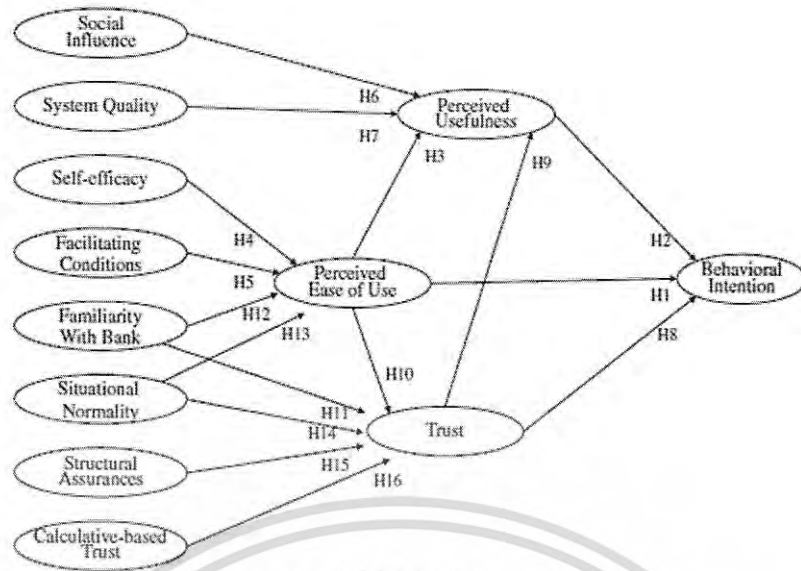 Social
Influence
System Quality
Self-efficacy
Facilitating
Conditions
Familiarity
With Bank
Situational
Normality
Structural
Assurances
Calculative-based
Trust
H6
H7
Perceived
Usefulness
H3
H9
H4
H5
H12
H13
Perceived
Ease of Use
H2
H1
H8
Behavioral
Intention
H10
H11
H14
H15
H16
Trust